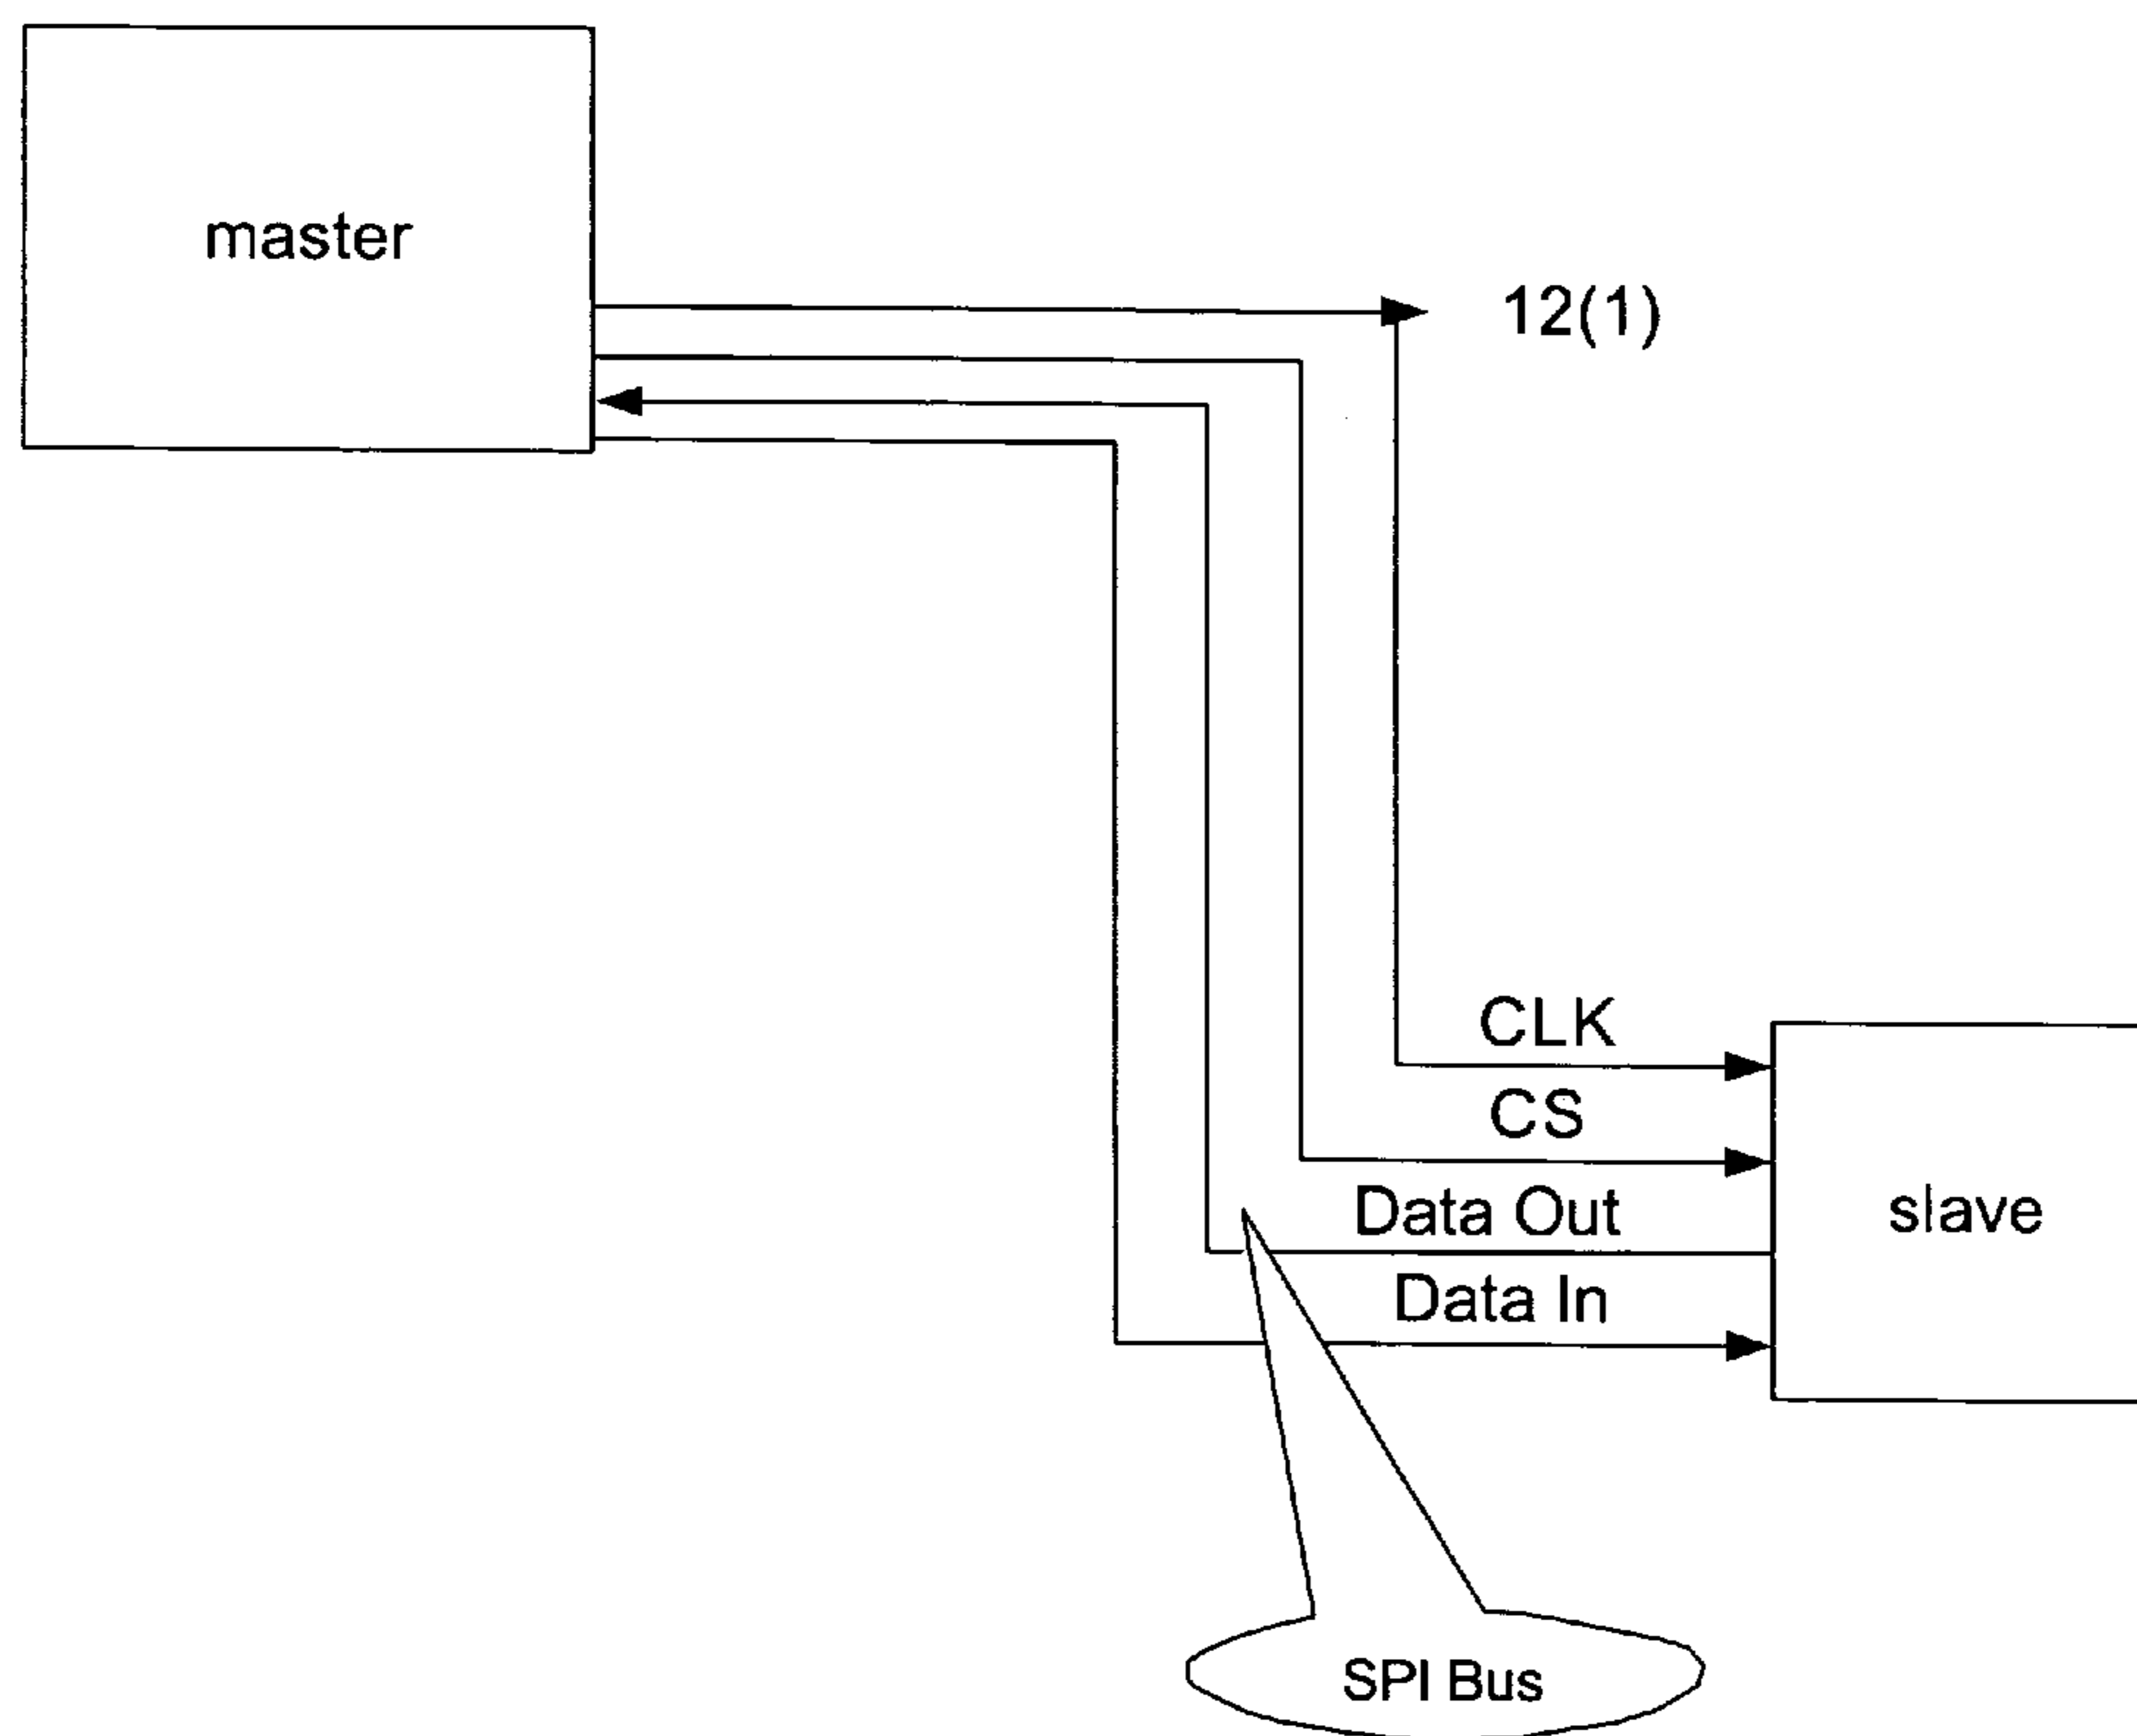 master
12(1)
CLK
CS
Data Out
slave
Data In
SPI Bus